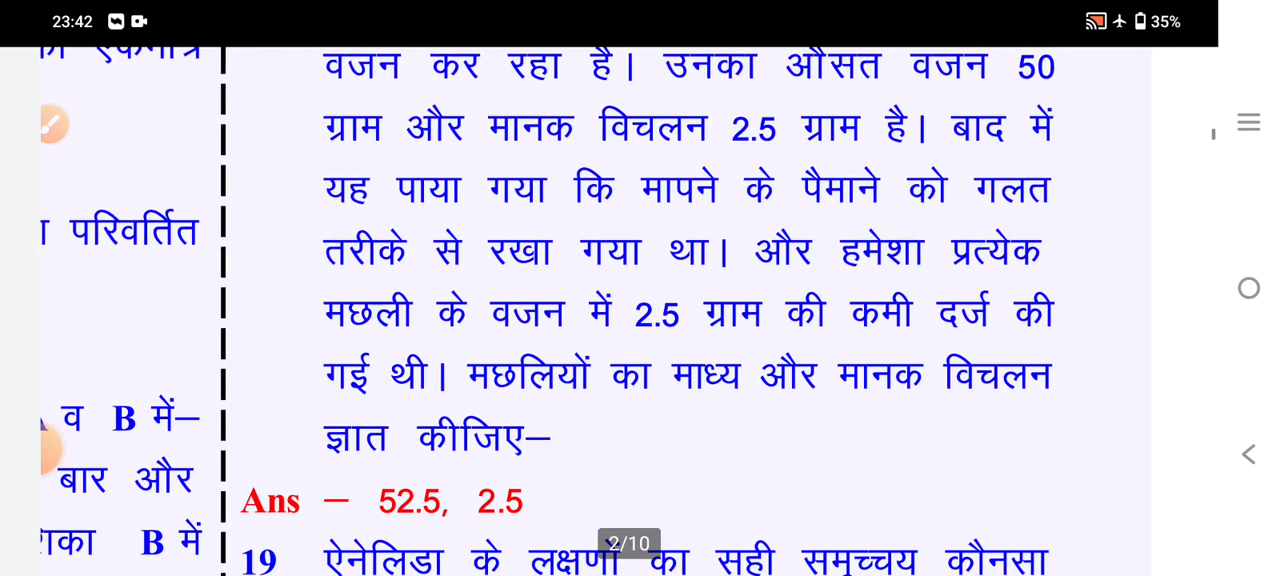 23:42
35%
एकमात्र
परिवर्तित
व B में–
बार और
B में
वजन कर रहा है। उनका औसत वजन 50
ग्राम और मानक विचलन 2.5 ग्राम है। बाद में
यह पाया गया कि मापने के पैमाने को गलत
तरीके से रखा गया था। और हमेशा प्रत्येक
मछली के वजन में 2.5 ग्राम की कमी दर्ज की
गई थी। मछलियों का माध्य और मानक विचलन
ज्ञात कीजिए–
Ans – 52.5, 2.5
2/10
19 ऐनेलिडा के लक्षणों का सही समुच्चय कौनसा